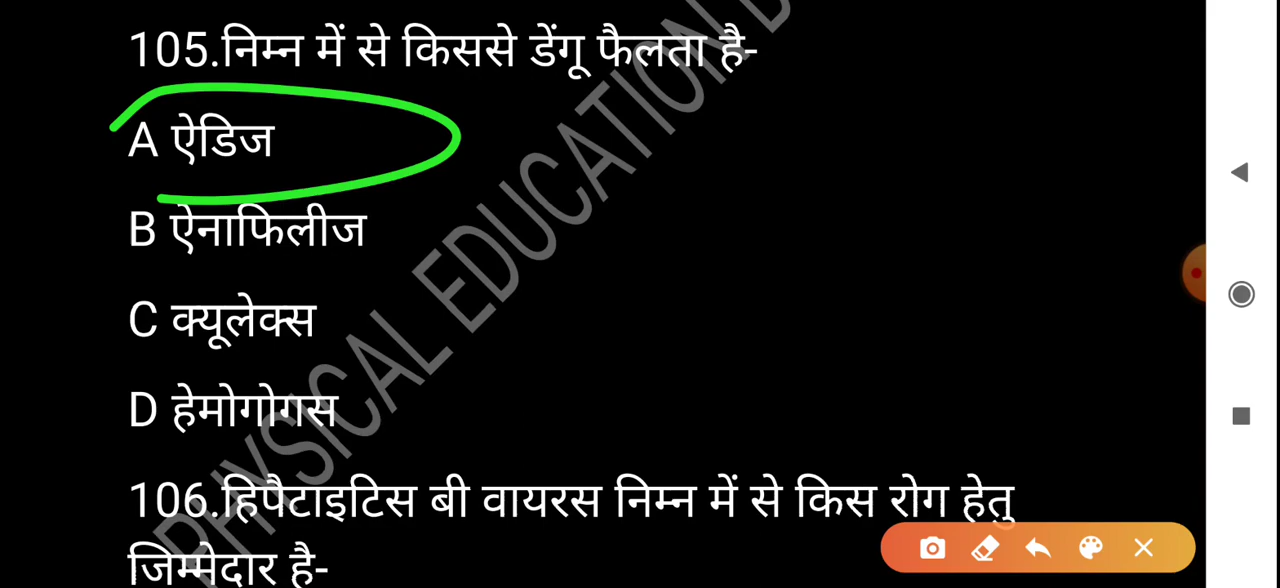 105.निम्न में से किससे डेंगू फैलता है-
A ऐडिज
B ऐनाफिलीज
C क्यूलेक्स
D हेमोगोगस
106.हिपैटाइटिस बी वायरस निम्न में से किस रोग हेतु
जिम्मेदार है-
PHYSICAL EDUCATION